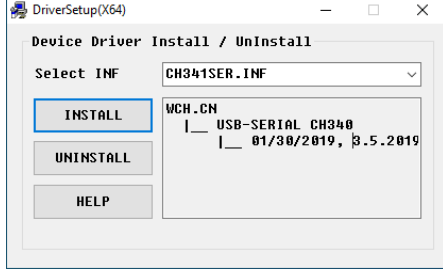 DriverSetup(X64)
Device Driver Install / UnInstall
Select INF
CH341SER.INF
INSTALL
UNINSTALL
HELP
WCH.CN
|__ USB-SERIAL CH340
|__ 01/30/2019, 3.5.2019